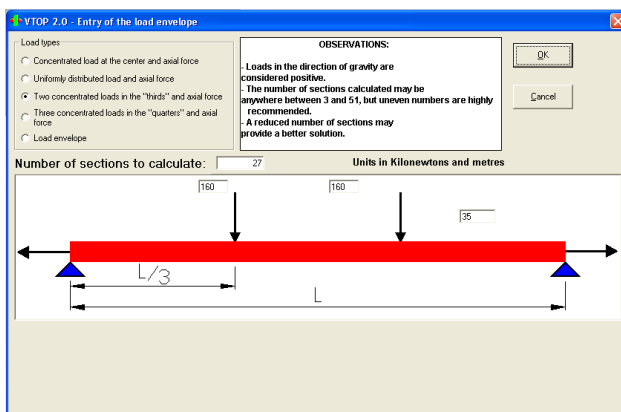 VTOP 2.0 - Entry of the load envelope
Load types
Concentrated load at the center and axial force
Uniformly distributed load and axial force
Two concentrated loads in the "thirds" and axial force
Three concentrated loads in the "quarters" and axial
force
Load envelope
OBSERVATIONS:
- Loads in the direction of gravity are
considered positive.
- The number of sections calculated may be
anywhere between 3 and 51, but uneven numbers are highly
recommended.
- A reduced number of sections may
provide a better solution.
OK
Cancel
Number of sections to calculate: 27
Units in Kilonewtons and metres
160
160
35
L/3
L